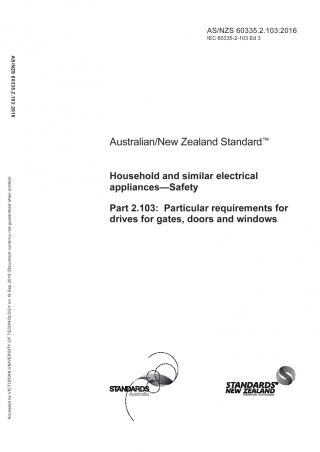 AS/NZS 60335.2.103:2016
IEC 60335-2-103 Ed 3
AS/NZS 60335.2.103:2016
Australian/New Zealand Standard™
Household and similar electrical
appliances—Safety
Part 2.103: Particular requirements for
drives for gates, doors and windows
Accessed by VICTORIAN UNIVERSITY OF TECHNOLOGY on 16 Sep 2016 (Document currency not guaranteed when printed)
STANDARDS
Australia
STANDARDS
NEW ZEALAND